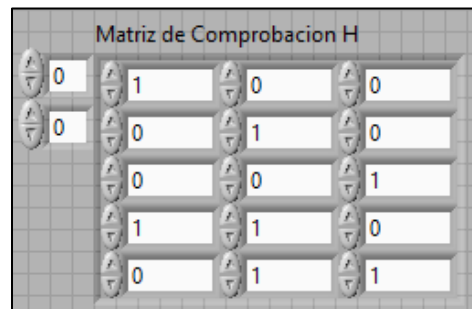 Matriz de Comprobacion H
0 1 0 0
0 0 1 0
0 0 1
1 1 0
0 1 1